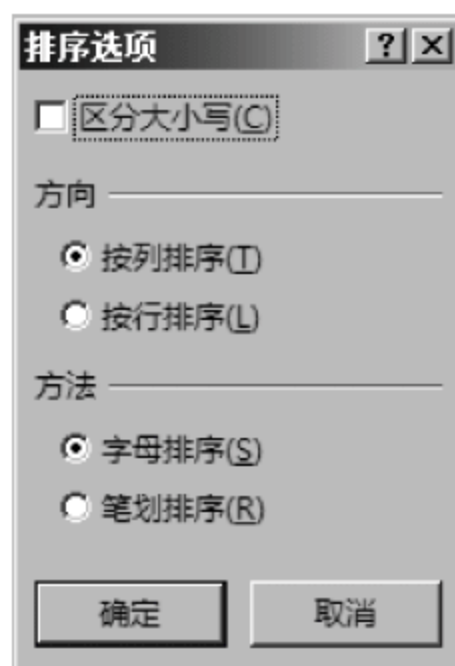 排序选项
区分大小写(C)
方向
按列排序(T)
按行排序(L)
方法
字母排序(S)
笔划排序(R)
确定 取消